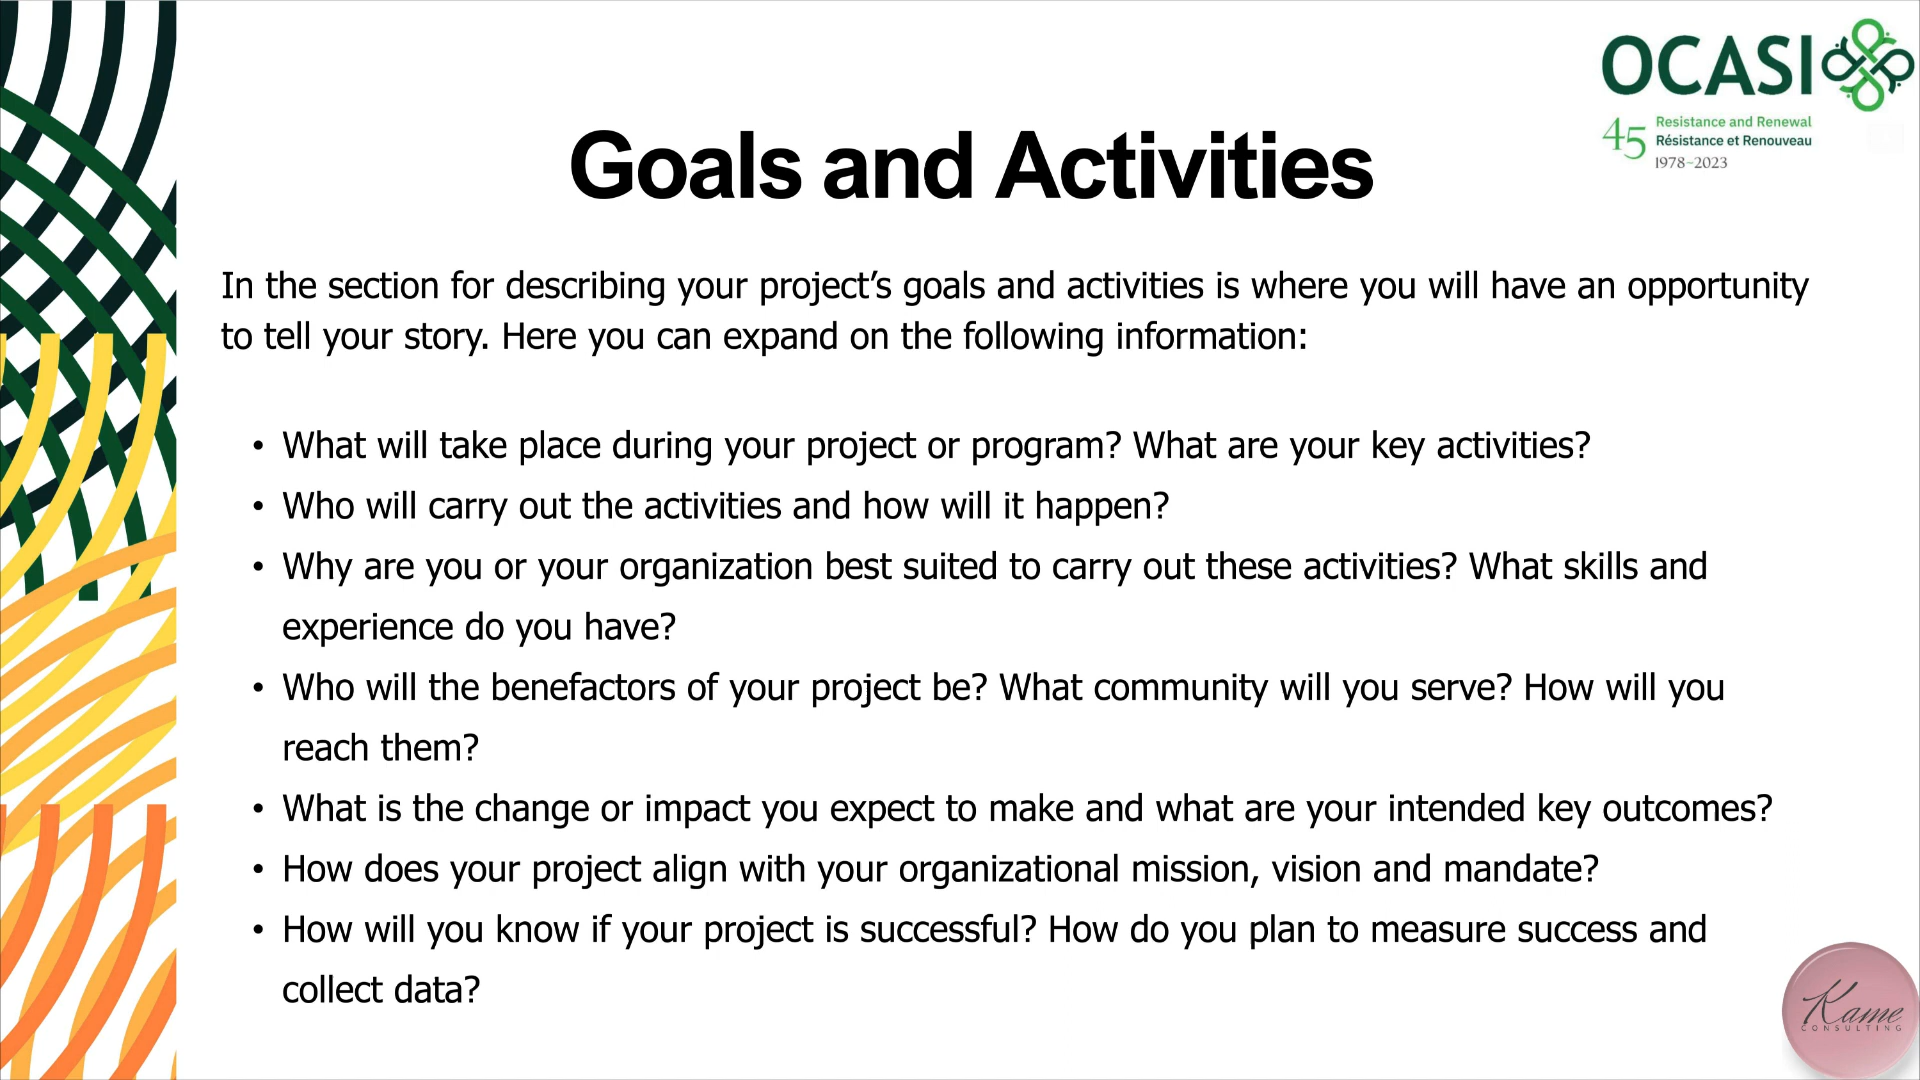 OCASI
45 Resistance and Renewal
Résistance et Renouveau
1978–2023
Goals and Activities
In the section for describing your project’s goals and activities is where you will have an opportunity
to tell your story. Here you can expand on the following information:
• What will take place during your project or program? What are your key activities?
• Who will carry out the activities and how will it happen?
• Why are you or your organization best suited to carry out these activities? What skills and
experience do you have?
• Who will the benefactors of your project be? What community will you serve? How will you
reach them?
• What is the change or impact you expect to make and what are your intended key outcomes?
• How does your project align with your organizational mission, vision and mandate?
• How will you know if your project is successful? How do you plan to measure success and
collect data?
Kame
CONSULTING